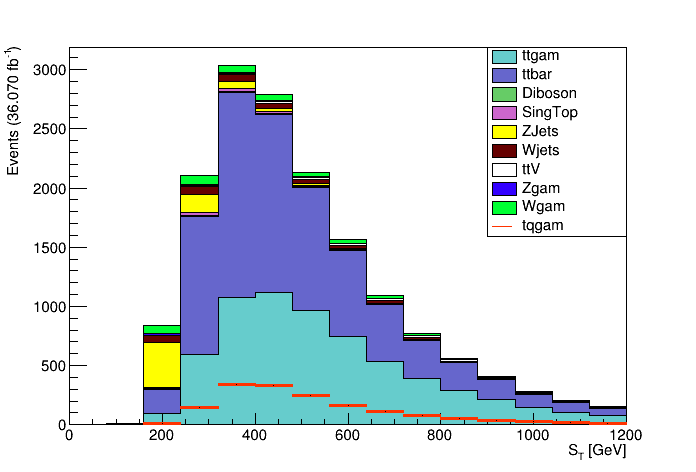 Events (36.070 fb⁻¹)
3000
2500
2000
1500
1000
500
0
ttgam
ttbar
Diboson
SingTop
ZJets
Wjets
ttV
Zgam
Wgam
tqgam
0 200 400 600 800 1000 1200
S_T [GeV]